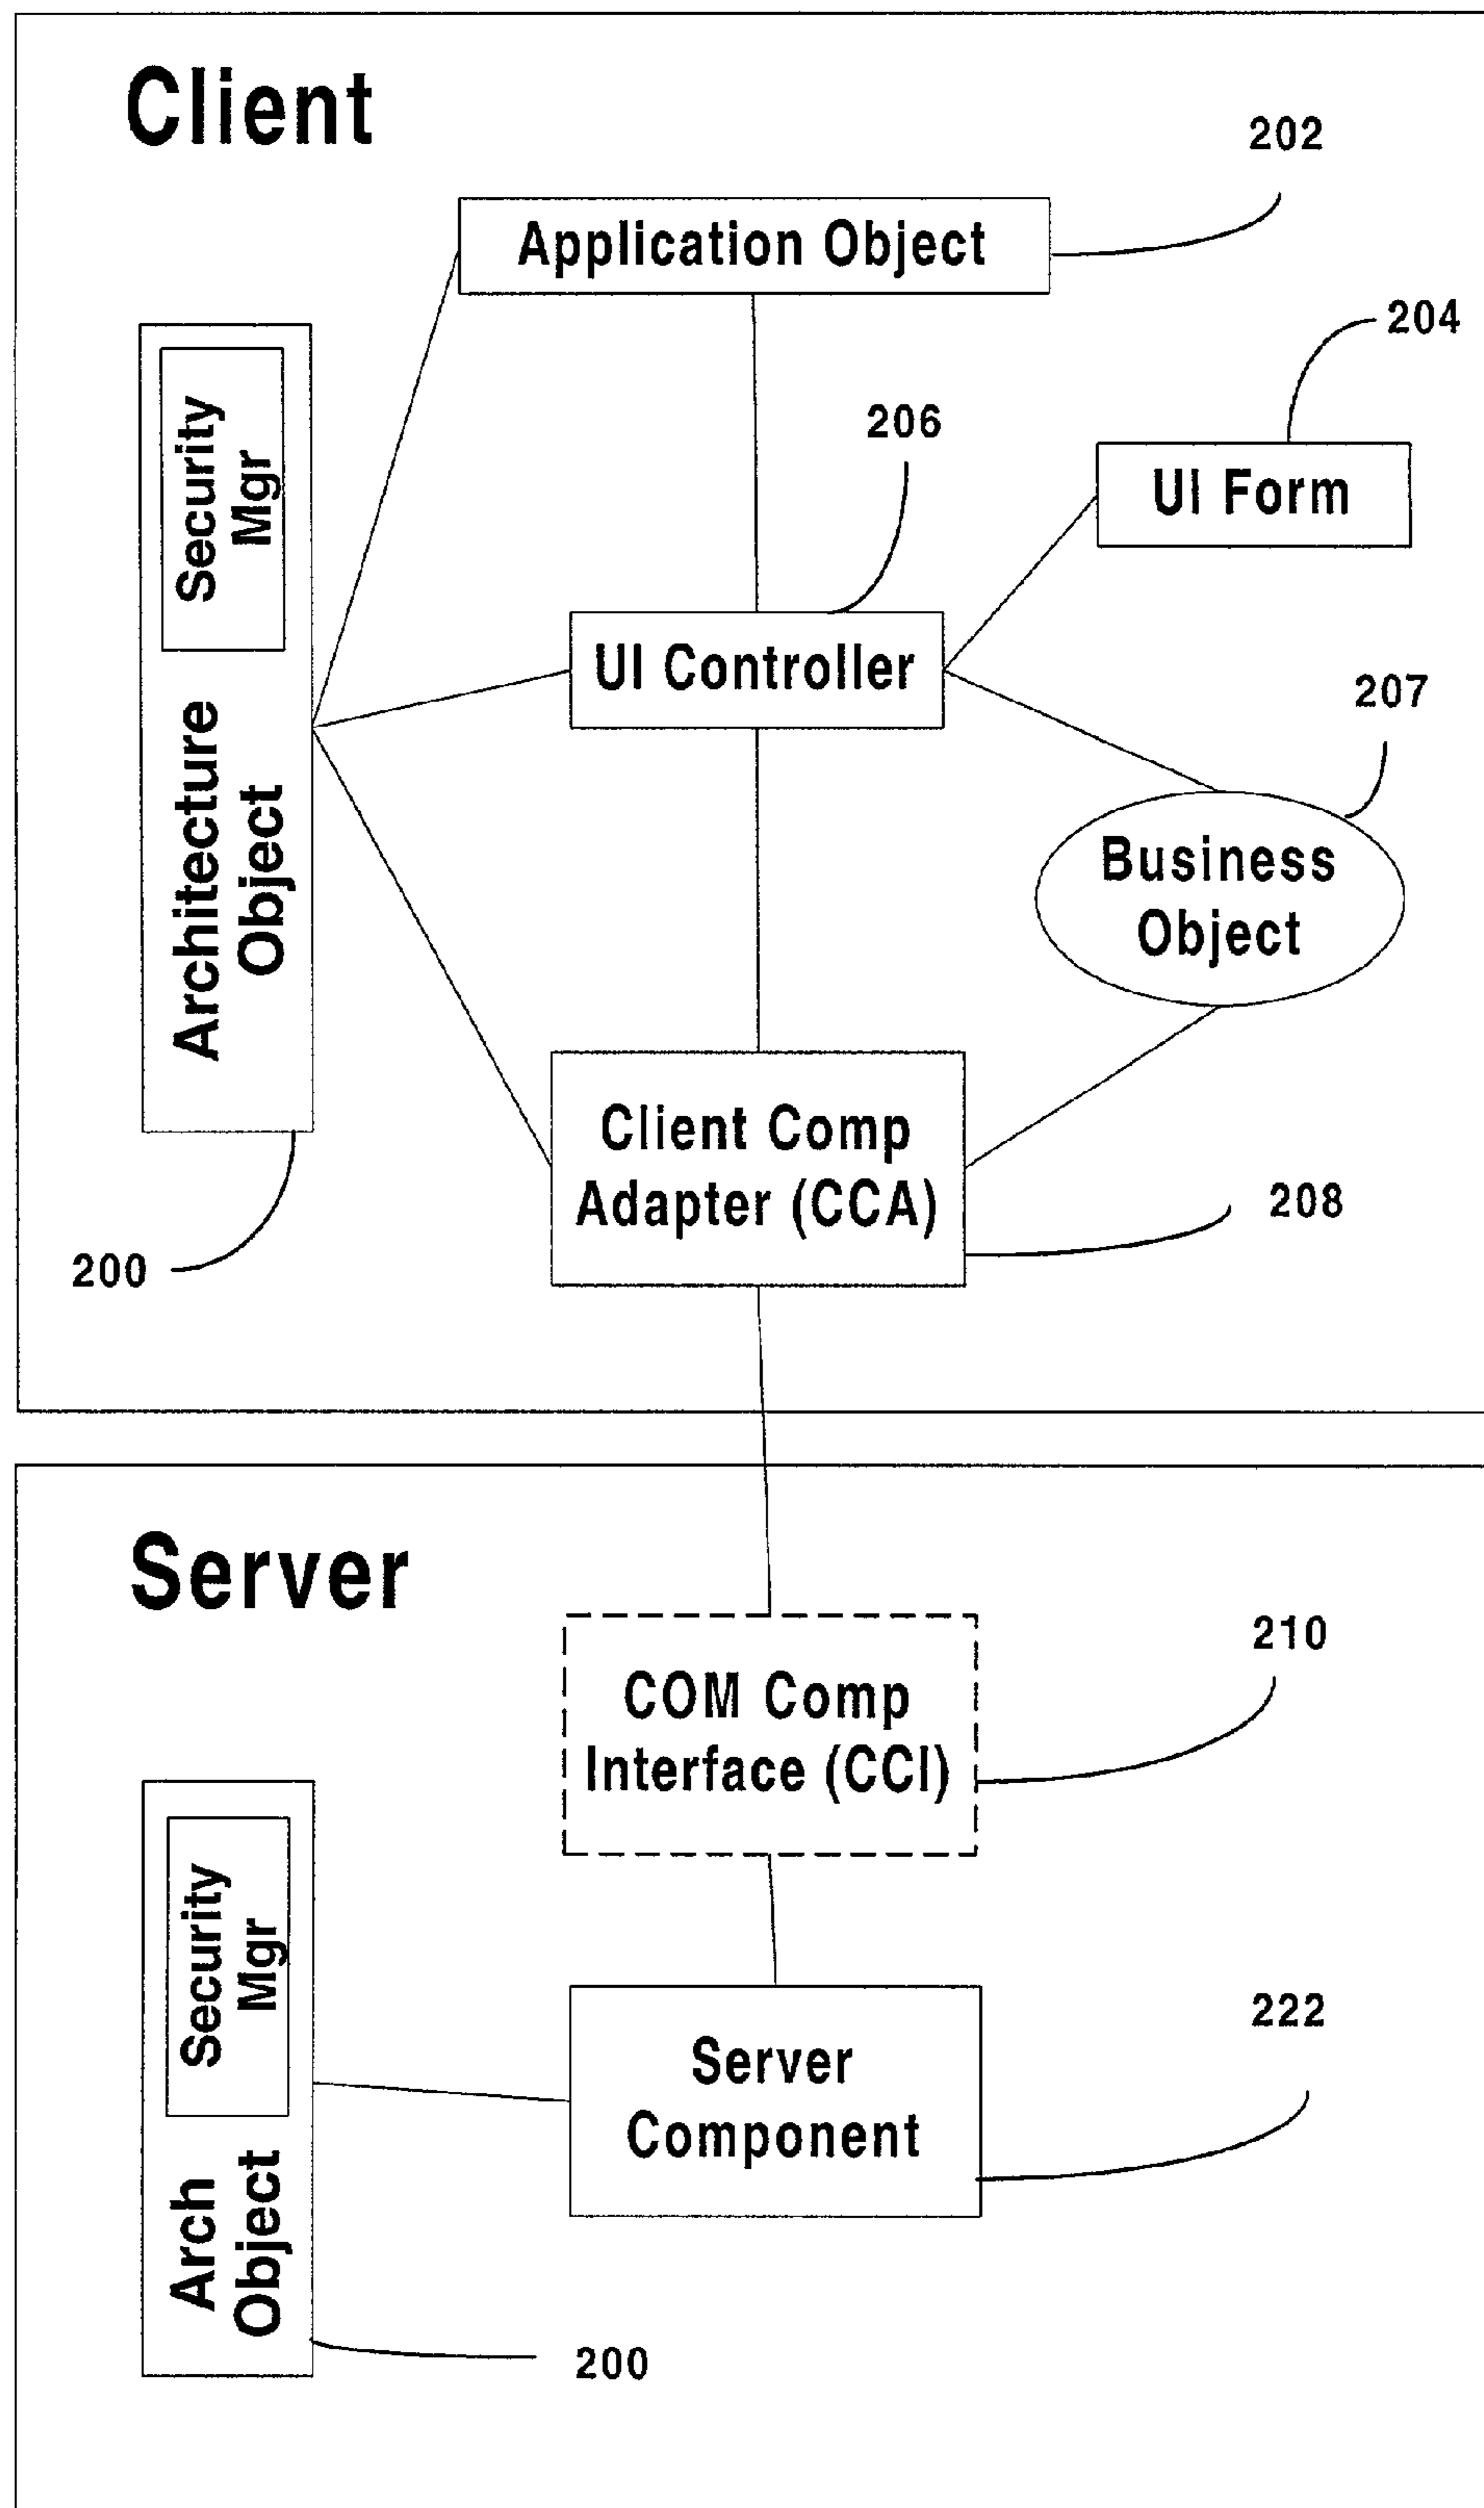 Client
202
Application Object
204
206
UI Form
Security
Mgr
UI Controller
207
Architecture
Object
Business
Object
Client Comp
Adapter (CCA)
208
200
Server
210
COM Comp
Interface (CCI)
Security
Mgr
222
Server
Component
Arch
Object
200